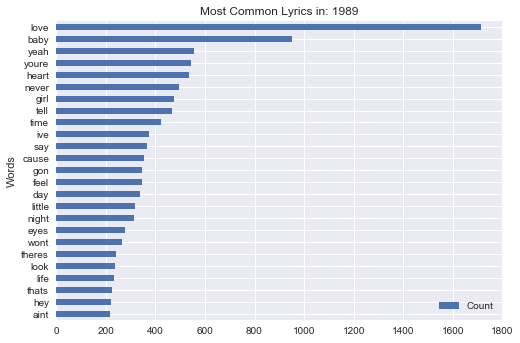 Most Common Lyrics in: 1989
Words
love
baby
yeah
youre
heart
never
girl
tell
time
ive
say
cause
gon
feel
day
little
night
eyes
wont
theres
look
life
thats
hey
aint
Count
0 200 400 600 800 1000 1200 1400 1600 1800